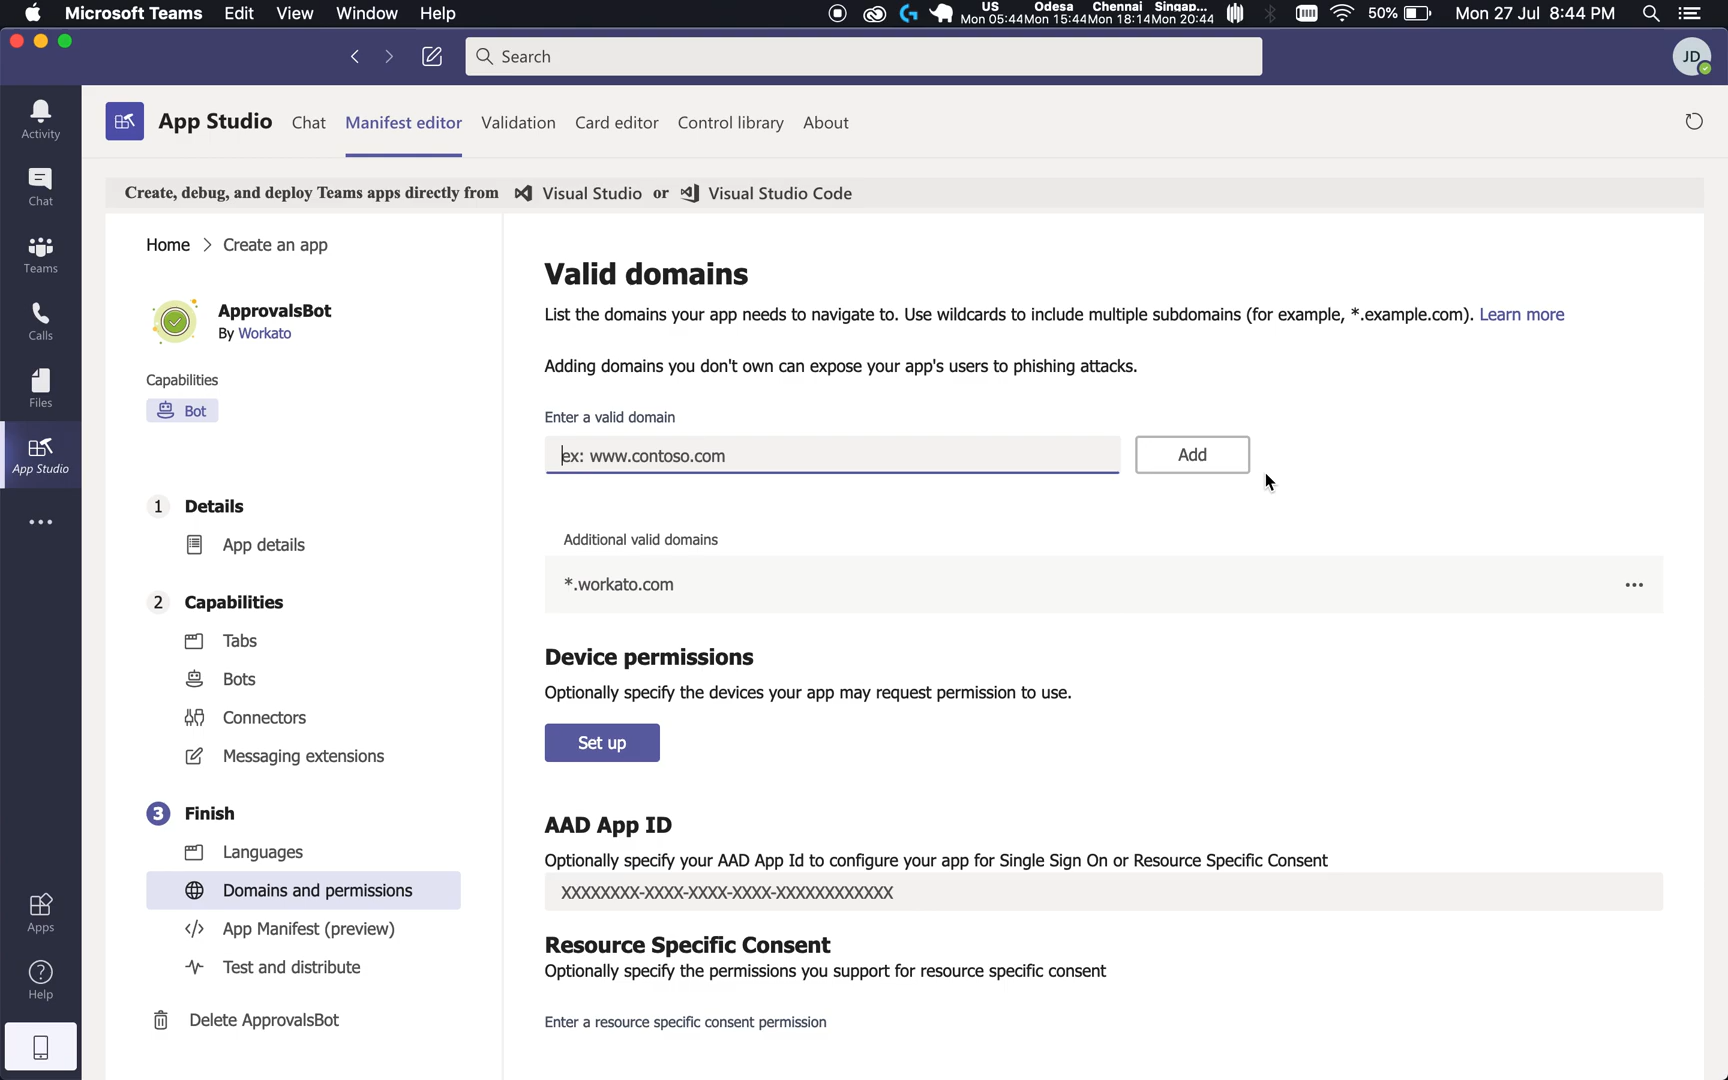 Microsoft Teams Edit View Window Help
US Odesa Chennai Singap...
Mon 05:44 Mon 15:44 Mon 18:14 Mon 20:44
50% Mon 27 Jul 8:44 PM
Search
JD
Activity
Chat
Teams
Calls
Files
App Studio
Apps
Help
App Studio Chat Manifest editor Validation Card editor Control library About
Create, debug, and deploy Teams apps directly from Visual Studio or Visual Studio Code
Home > Create an app
ApprovalsBot
By Workato
Capabilities
Bot
1 Details
App details
2 Capabilities
Tabs
Bots
Connectors
Messaging extensions
3 Finish
Languages
Domains and permissions
App Manifest (preview)
Test and distribute
Delete ApprovalsBot
Valid domains
List the domains your app needs to navigate to. Use wildcards to include multiple subdomains (for example, *.example.com). Learn more
Adding domains you don't own can expose your app's users to phishing attacks.
Enter a valid domain
ex: www.contoso.com
Add
Additional valid domains
*.workato.com
Device permissions
Optionally specify the devices your app may request permission to use.
Set up
AAD App ID
Optionally specify your AAD App Id to configure your app for Single Sign On or Resource Specific Consent
XXXXXXXX-XXXX-XXXX-XXXX-XXXXXXXXXXXX
Resource Specific Consent
Optionally specify the permissions you support for resource specific consent
Enter a resource specific consent permission